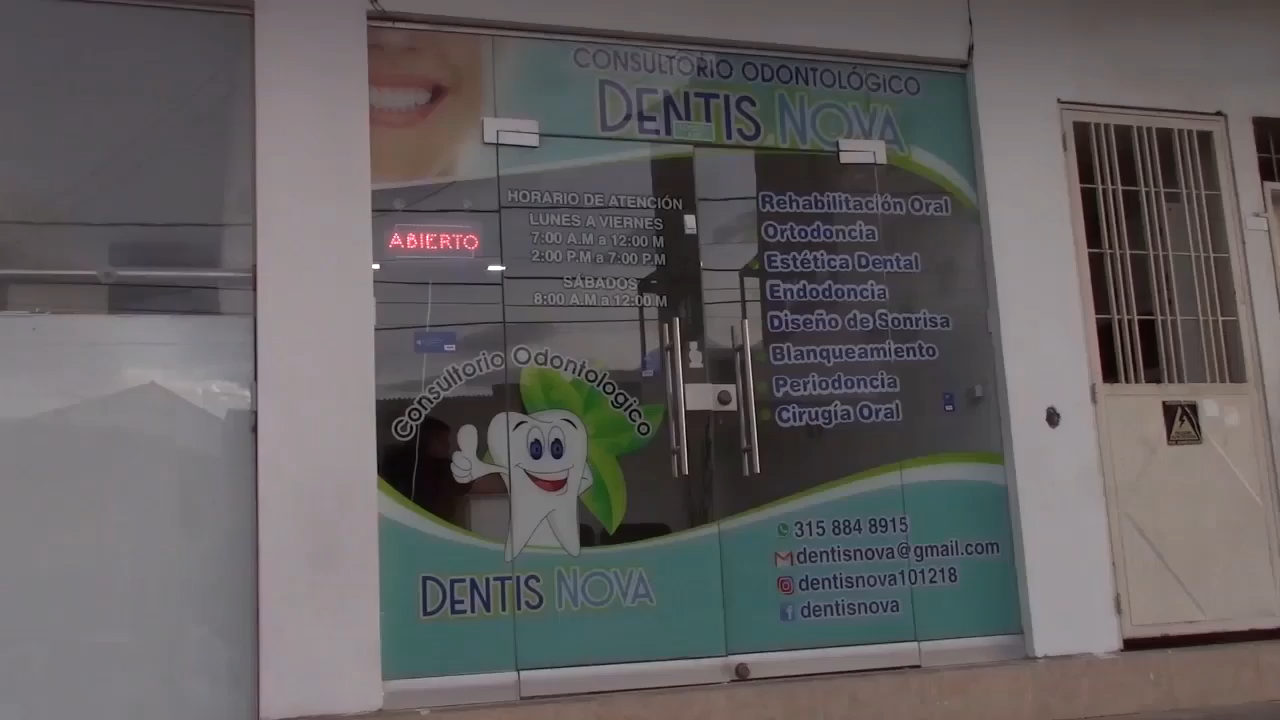 CONSULTORIO ODONTOLÓGICO
DENTIS NOVA
HORARIO DE ATENCIÓN
LUNES A VIERNES
7:00 A.M a 12:00 M
2:00 P.M a 7:00 P.M
SÁBADOS
8:00 A.M a 12:00 M
ABIERTO
Rehabilitación Oral
Ortodoncia
Estética Dental
Endodoncia
Diseño de Sonrisa
Blanqueamiento
Periodoncia
Cirugía Oral
Consultorio Odontologico
DENTIS NOVA
315 884 8915
dentisnova@gmail.com
dentisnova101218
dentisnova